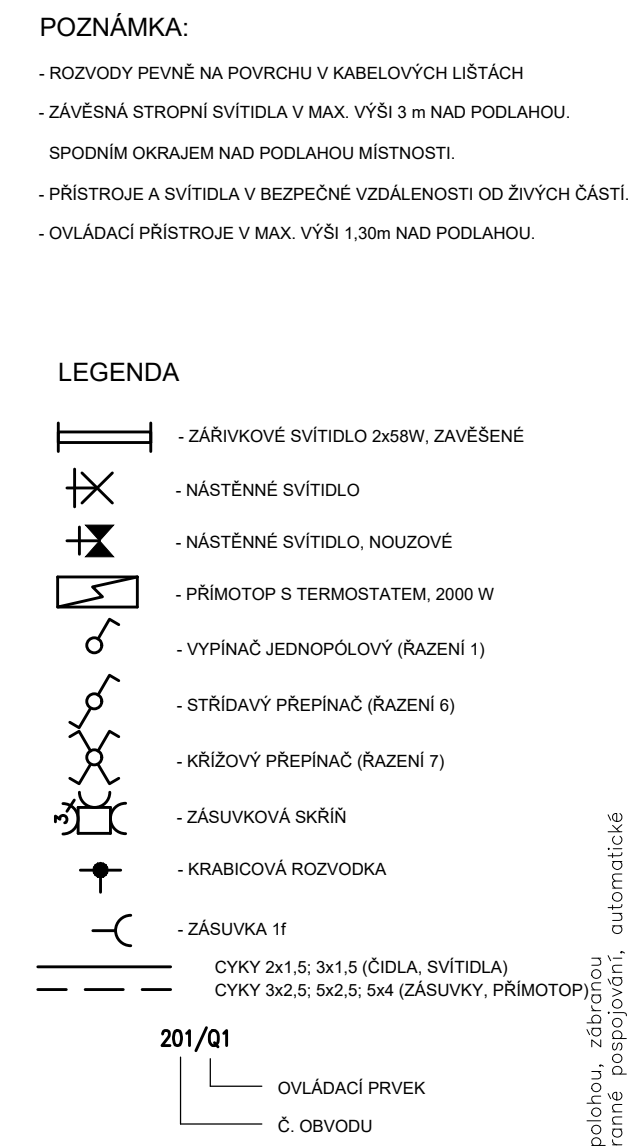 POZNÁMKA:
- ROZVODY PEVNĚ NA POVRCHU V KABELOVÝCH LIŠTÁCH
- ZÁVĚSNÁ STROPNÍ SVÍTIDLA V MAX. VÝŠI 3 m NAD PODLAHOU.
SPODNÍM OKRAJEM NAD PODLAHOU MÍSTNOSTI.
- PŘÍSTROJE A SVÍTIDLA V BEZPEČNÉ VZDÁLENOSTI OD ŽIVÝCH ČÁSTÍ.
- OVLÁDACÍ PŘÍSTROJE V MAX. VÝŠI 1,30m NAD PODLAHOU.
LEGENDA
- ZÁŘIVKOVÉ SVÍTIDLO 2x58W, ZAVĚŠENÉ
- NÁSTĚNNÉ SVÍTIDLO
- NÁSTĚNNÉ SVÍTIDLO, NOUZOVÉ
- PŘÍMOTOP S TERMOSTATEM, 2000 W
- VYPÍNAČ JEDNOPÓLOVÝ (ŘAZENÍ 1)
- STŘÍDAVÝ PŘEPÍNAČ (ŘAZENÍ 6)
- KŘÍŽOVÝ PŘEPÍNAČ (ŘAZENÍ 7)
3x
- ZÁSUVKOVÁ SKŘÍŇ
- KRABICOVÁ ROZVODKA
- ZÁSUVKA 1f
CYKY 2x1,5; 3x1,5 (ČIDLA, SVÍTIDLA)
CYKY 3x2,5; 5x2,5; 5x4 (ZÁSUVKY, PŘÍMOTOP)
201/Q1
OVLÁDACÍ PRVEK
Č. OBVODU
polohou, zábranou
ranné pospojování, automatické